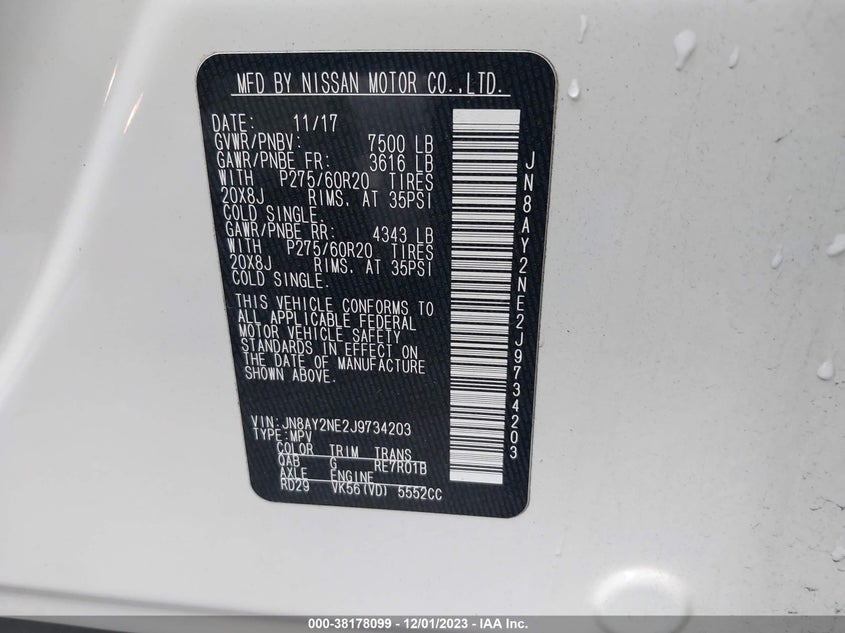 MFD BY NISSAN MOTOR CO.,LTD.
DATE: 11/17
GVWR/PNBV: 7500 LB
GAWR/PNBE FR: 3616 LB
WITH P275/60R20 TIRES
20X8J RIMS. AT 35PSI
COLD SINGLE.
GAWR/PNBE RR: 4343 LB
WITH P275/60R20 TIRES
20X8J RIMS. AT 35PSI
COLD SINGLE.
THIS VEHICLE CONFORMS TO
ALL APPLICABLE FEDERAL
MOTOR VEHICLE SAFETY
STANDARDS IN EFFECT ON
THE DATE OF MANUFACTURE
SHOWN ABOVE.
VIN:JN8AY2NE2J9734203
TYPE:MPV
COLOR TRIM TRANS
QAB G RE7R01B
AXLE ENGINE
RD29 VK56(VD) 5552CC
JN8AY2NE2J9734203
000-38178099 - 12/01/2023 - IAA Inc.